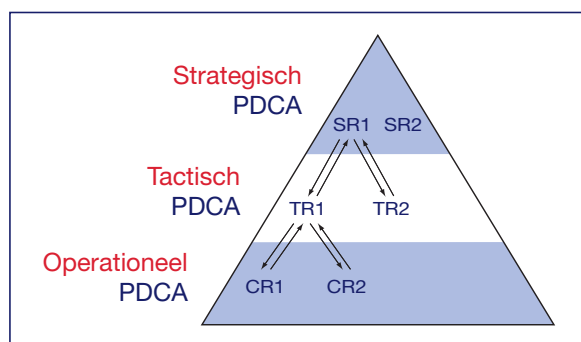 Strategisch
PDCA
SR1 SR2
Tactisch
PDCA
TR1 TR2
Operationeel
PDCA
CR1 CR2